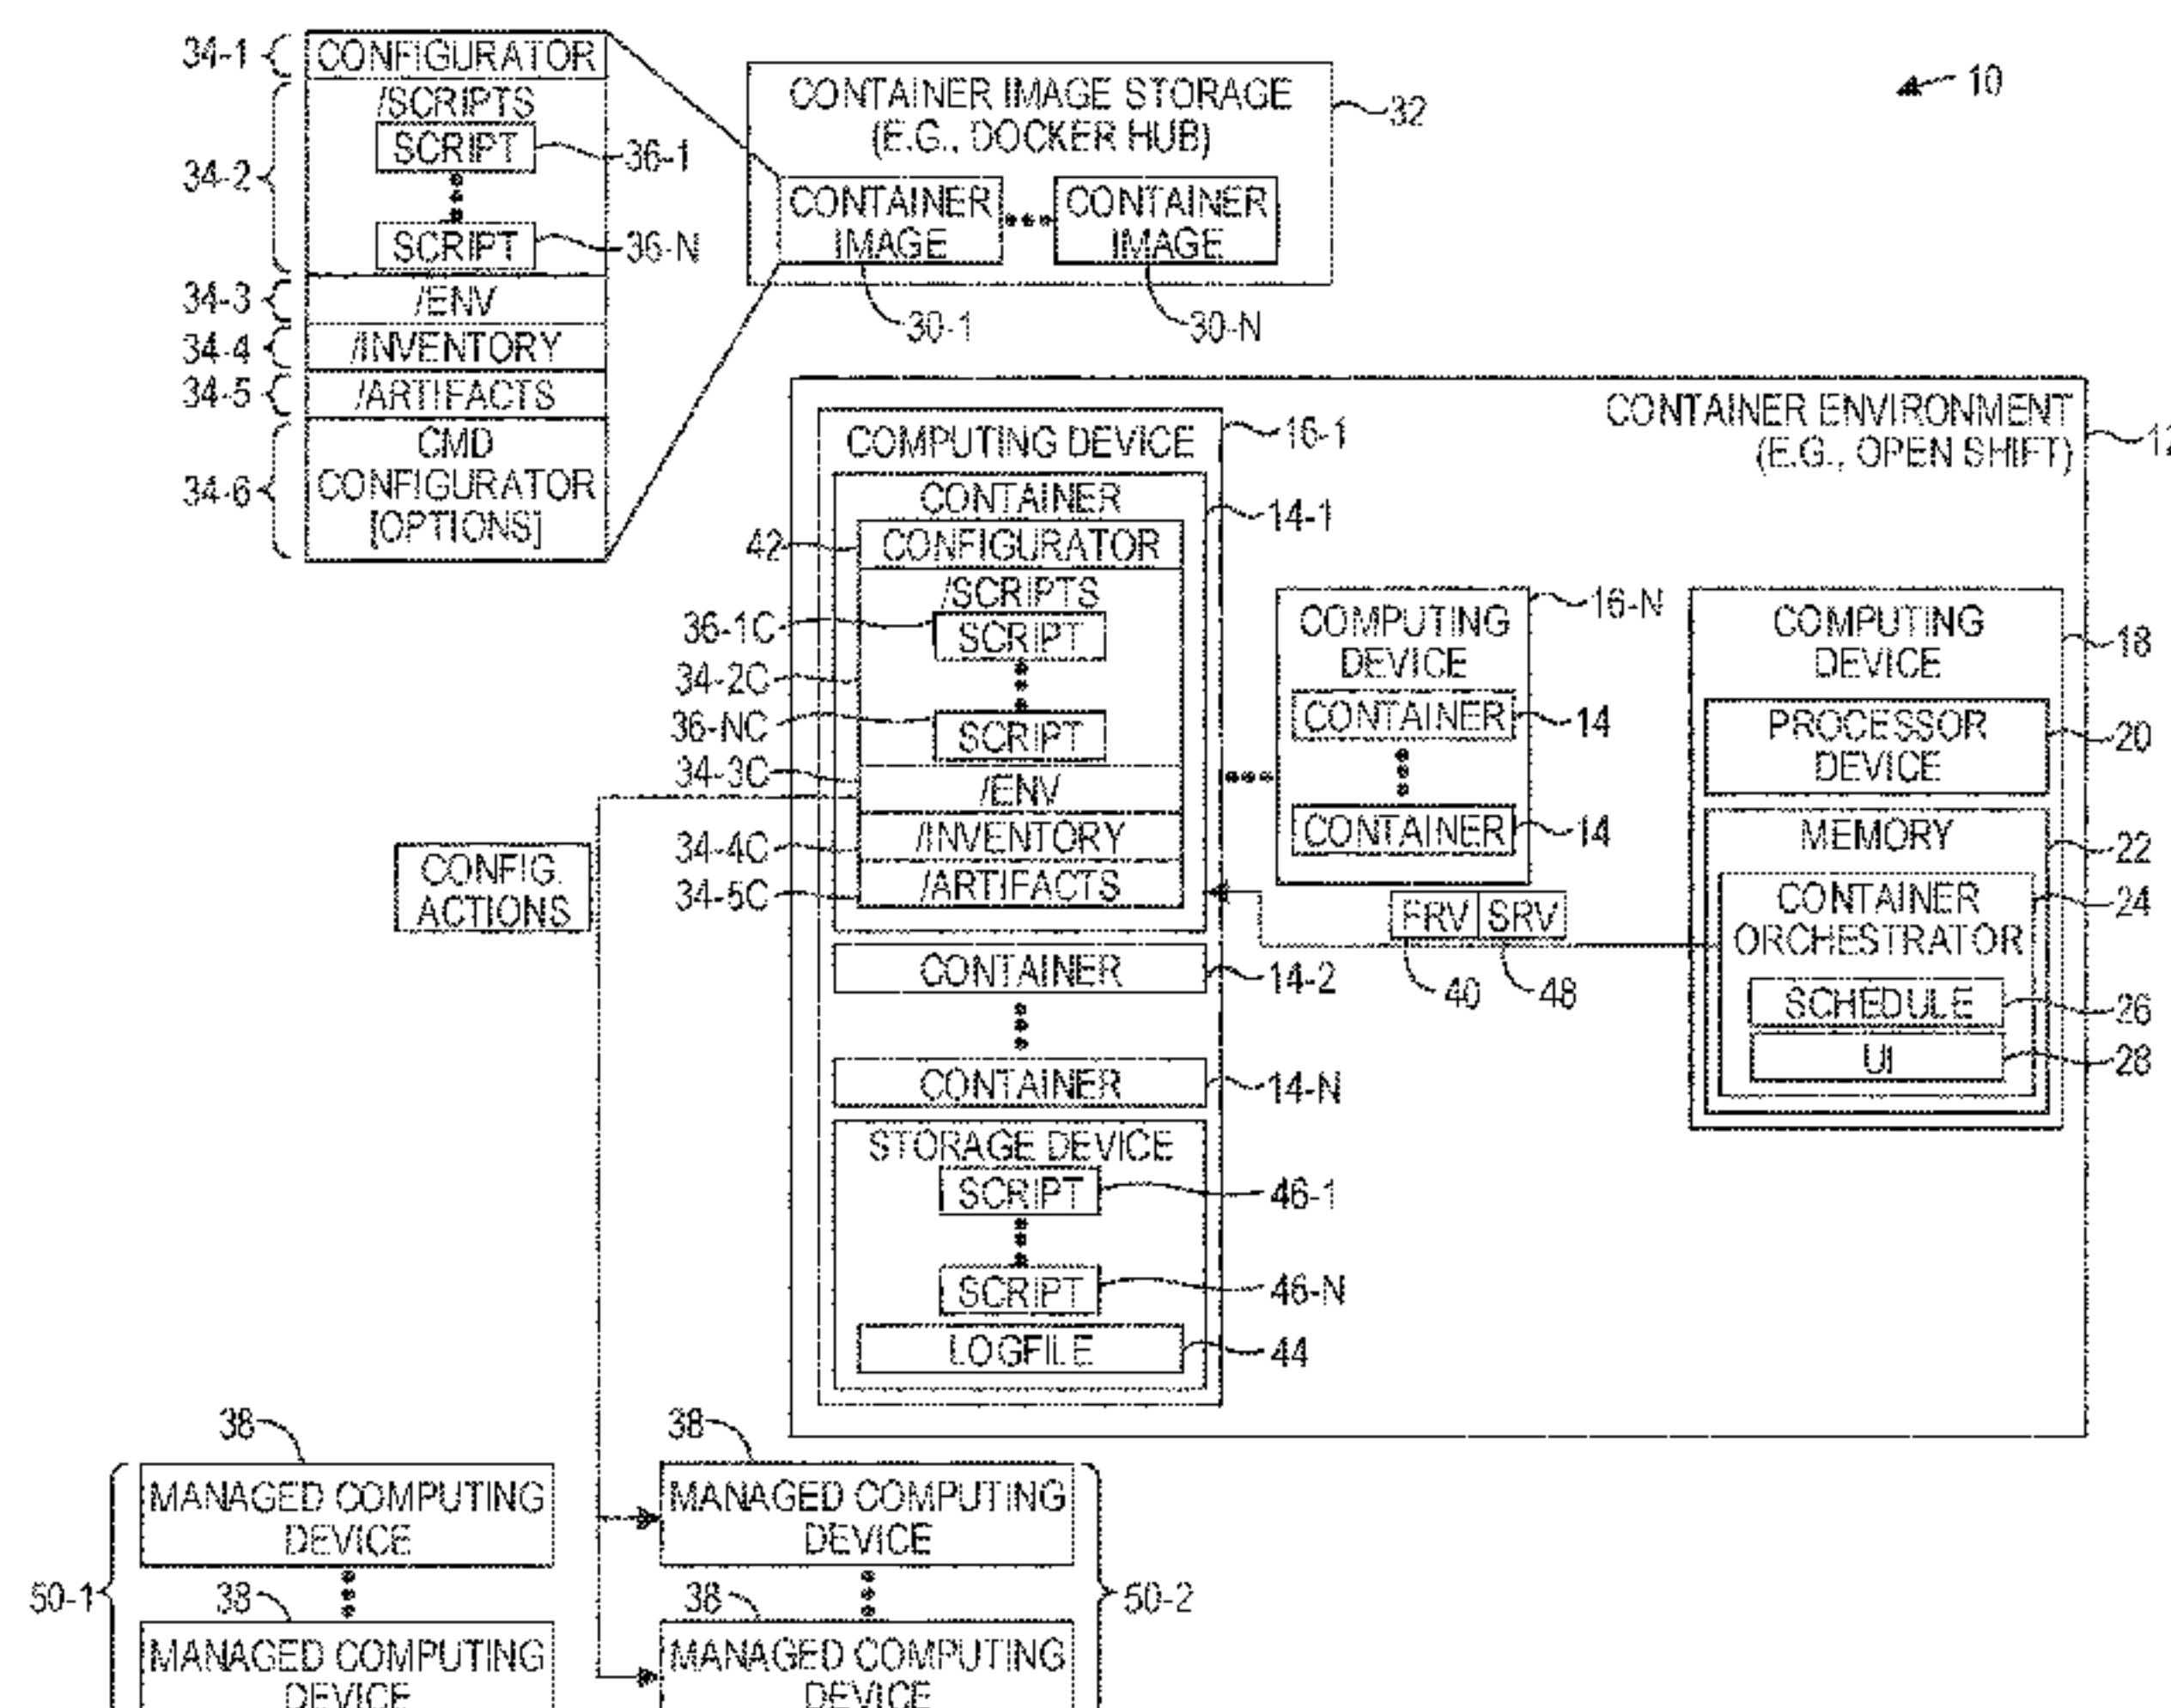 10
34-1
CONFIGURATOR
34-2
/SCRIPTS
SCRIPT
36-1
SCRIPT
36-N
34-3
/ENV
34-4
/INVENTORY
34-5
/ARTIFACTS
34-6
CMD
CONFIGURATOR
[OPTIONS]
CONTAINER IMAGE STORAGE
(E.G., DOCKER HUB)
32
CONTAINER
IMAGE
30-1
CONTAINER
IMAGE
30-N
CONTAINER ENVIRONMENT
(E.G., OPEN SHIFT)
COMPUTING DEVICE
16-1
CONTAINER
14-1
42
CONFIGURATOR
/SCRIPTS
36-1C
SCRIPT
34-2C
36-NC
SCRIPT
34-3C
/ENV
34-4C
/INVENTORY
34-5C
/ARTIFACTS
CONTAINER
14-2
CONTAINER
14-N
STORAGE DEVICE
SCRIPT
46-1
SCRIPT
46-N
LOGFILE
44
16-N
COMPUTING
DEVICE
CONTAINER
14
CONTAINER
14
FRV
SRV
40
48
COMPUTING
DEVICE
18
PROCESSOR
DEVICE
20
MEMORY
22
CONTAINER
ORCHESTRATOR
24
SCHEDULE
26
UI
28
CONFIG.
ACTIONS
38
MANAGED COMPUTING
DEVICE
50-1
38
MANAGED COMPUTING
DEVICE
38
MANAGED COMPUTING
DEVICE
50-2
38
MANAGED COMPUTING
DEVICE